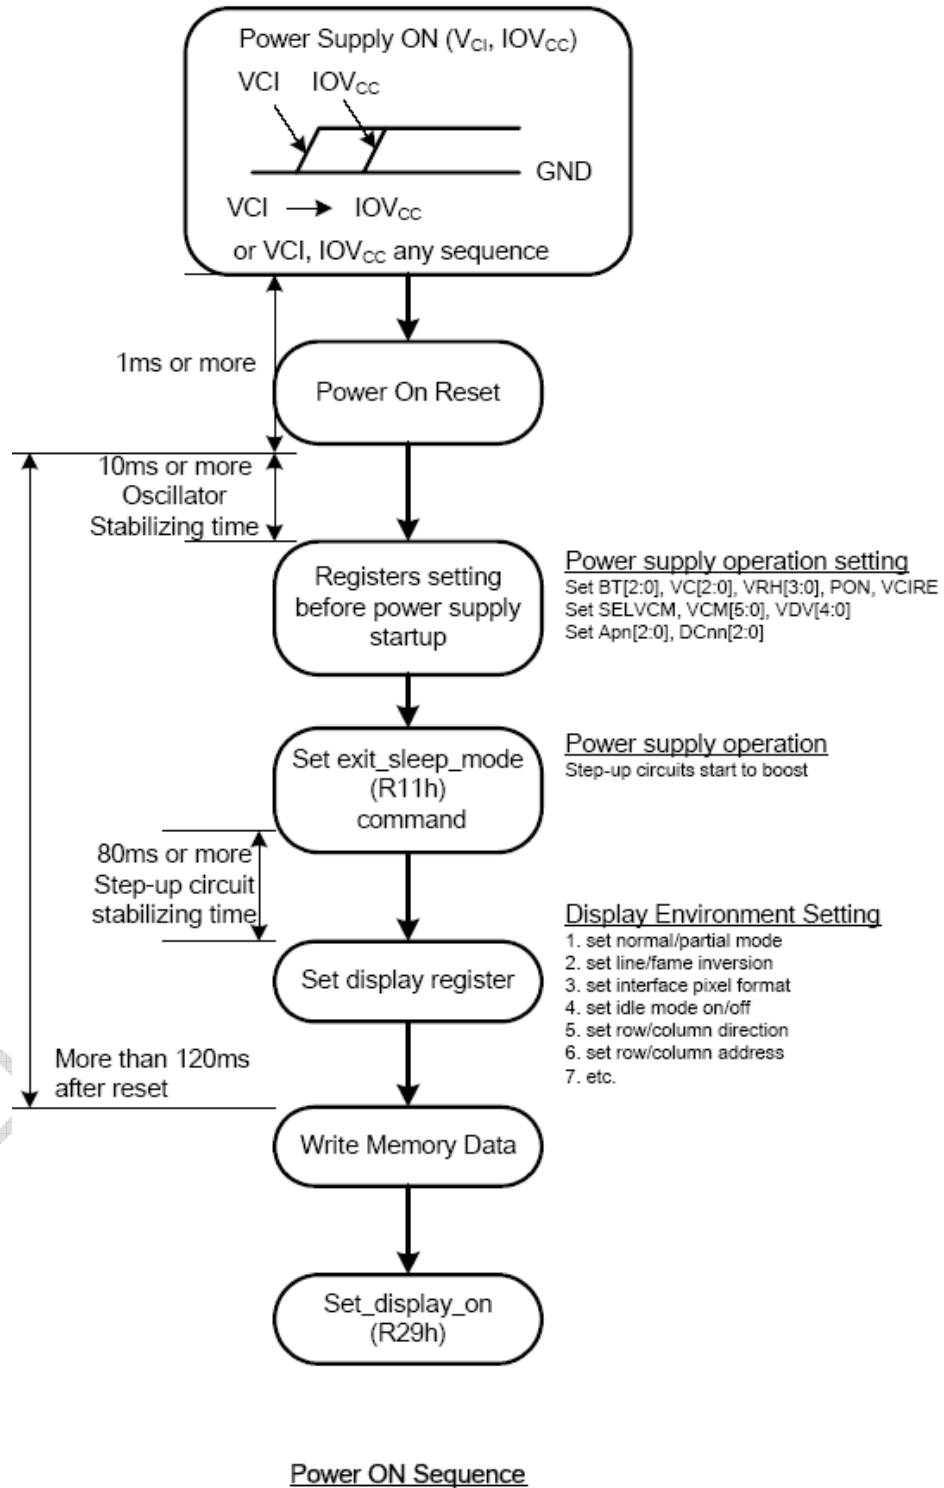 Power Supply ON (VCI, IOVCC)
VCI IOVCC
GND
VCI → IOVCC
or VCI, IOVCC any sequence
1ms or more
Power On Reset
10ms or more
Oscillator
Stabilizing time
Registers setting
before power supply
startup
Power supply operation setting
Set BT[2:0], VC[2:0], VRH[3:0], PON, VCIRE
Set SELVCM, VCM[5:0], VDV[4:0]
Set Apn[2:0], DCnn[2:0]
Set exit_sleep_mode
(R11h)
command
Power supply operation
Step-up circuits start to boost
80ms or more
Step-up circuit
stabilizing time
Set display register
Display Environment Setting
1. set normal/partial mode
2. set line/fame inversion
3. set interface pixel format
4. set idle mode on/off
5. set row/column direction
6. set row/column address
7. etc.
More than 120ms
after reset
Write Memory Data
Set_display_on
(R29h)
Power ON Sequence